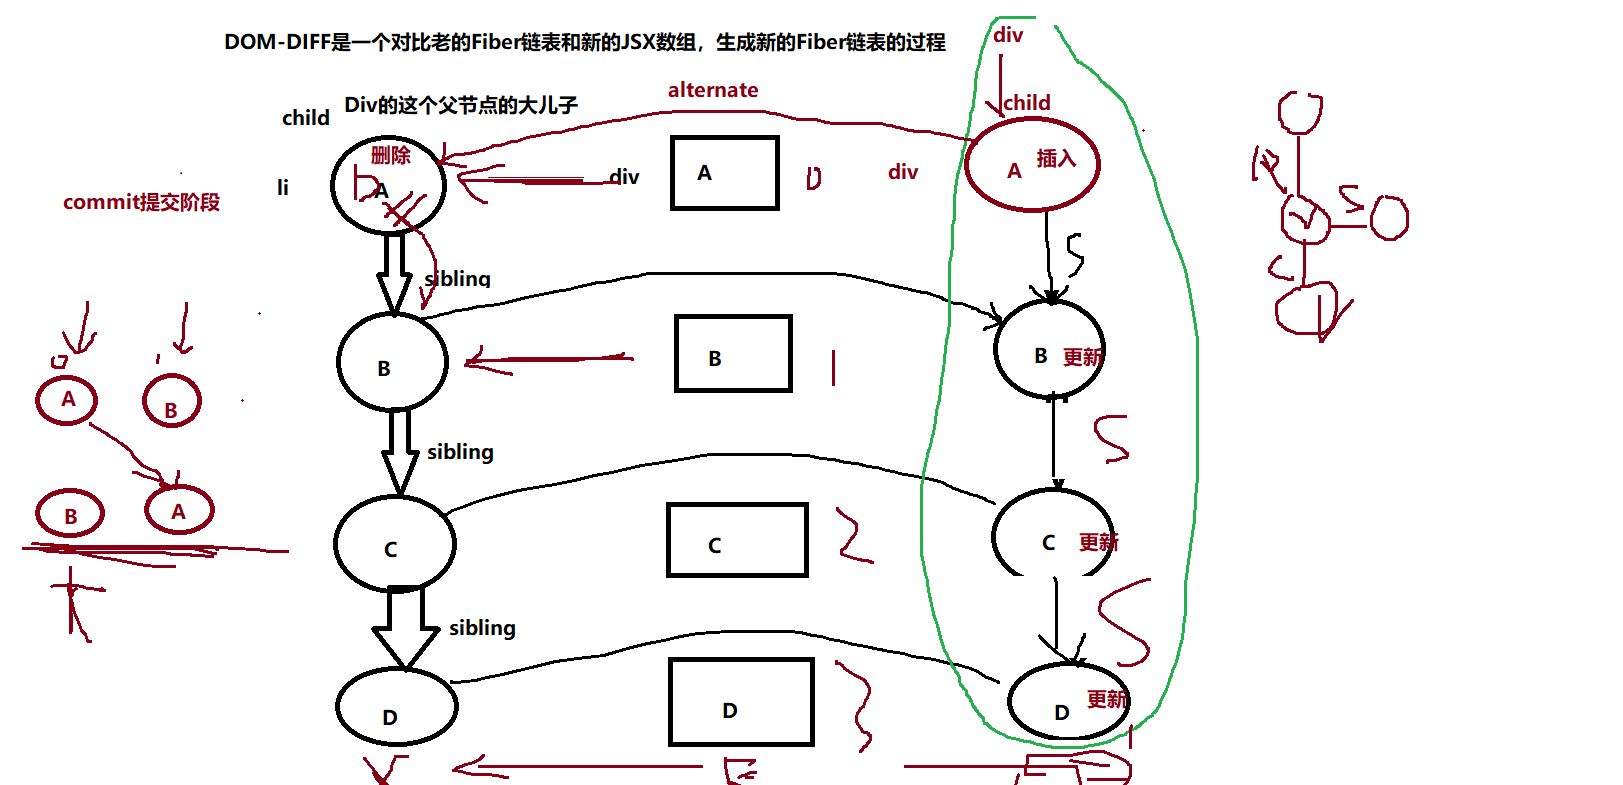 DOM-DIFF是一个对比老的Fiber链表和新的JSX数组，生成新的Fiber链表的过程
div
alternate
child
Div的这个父节点的大儿子
child
删除
A
插入
A
li
div
A
div
commit提交阶段
sibling
S
B
B
1
B
更新
A
B
sibling
S
B
A
C
C
2
C
更新
sibling
S
D
D
3
D
更新
E